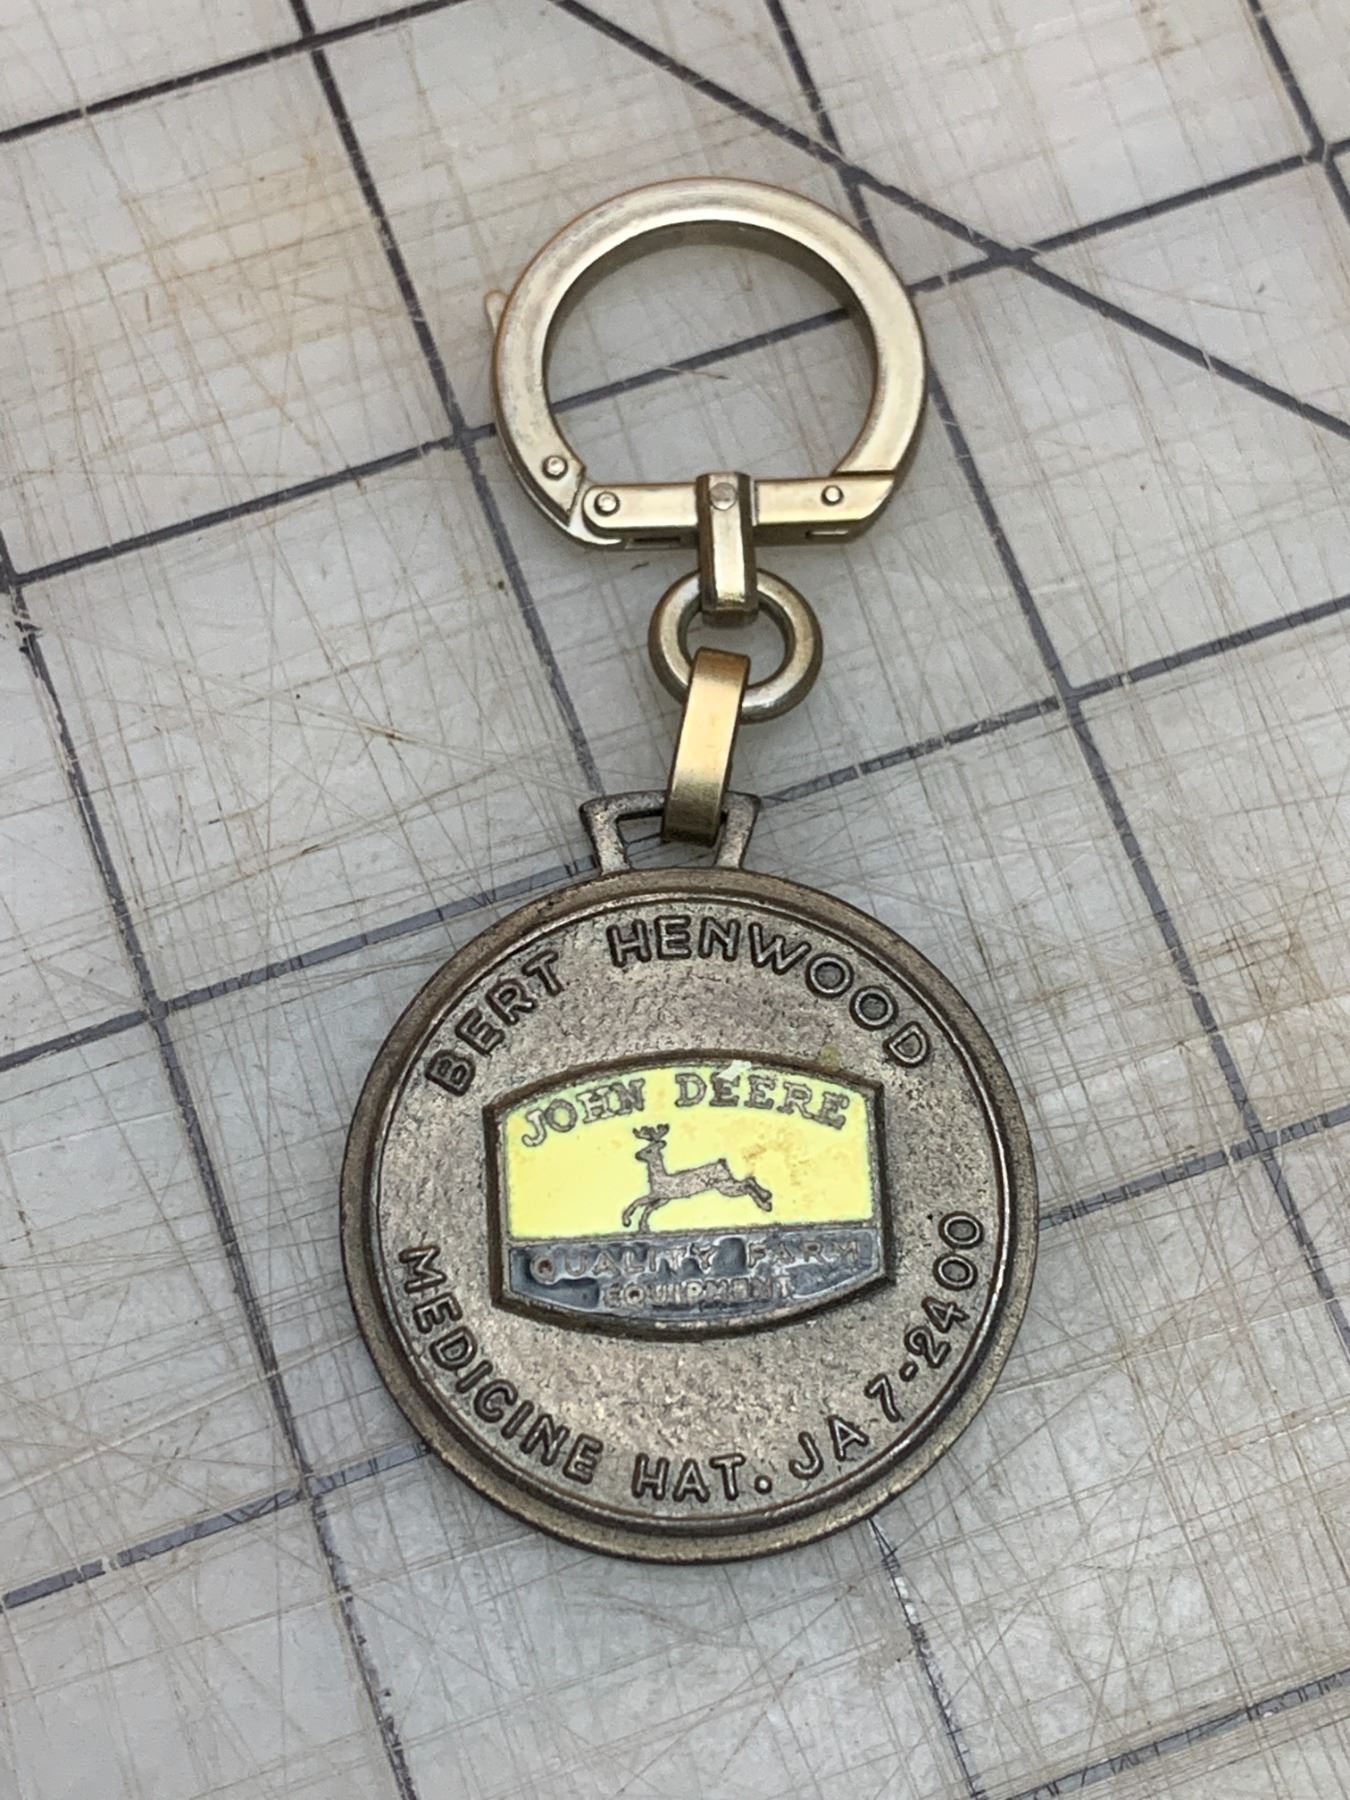 BERT HENWOOD
JOHN DEERE
QUALITY FARM
EQUIPMENT
MEDICINE HAT. JA 7-2400